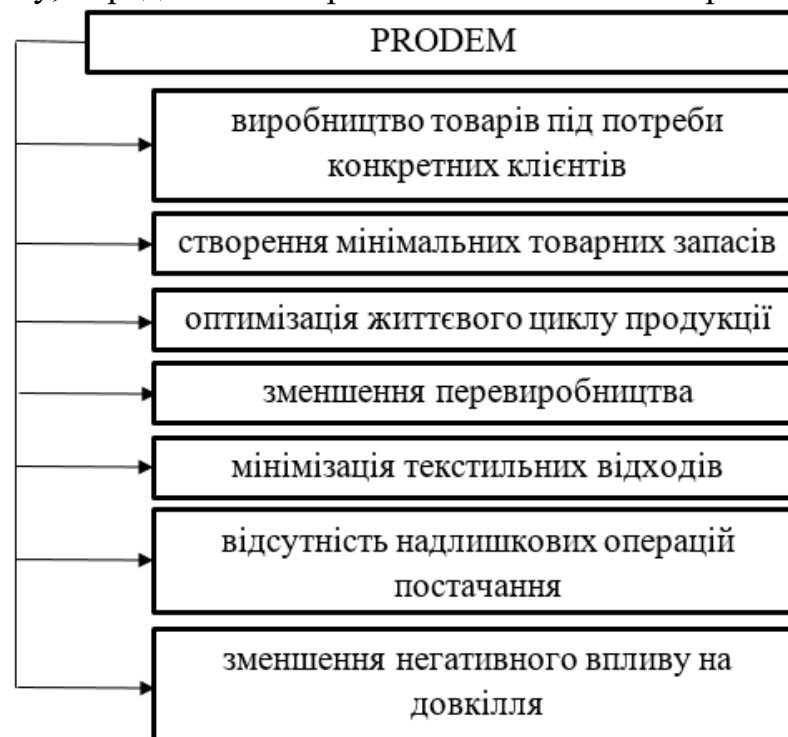 PRODEM
виробництво товарів під потреби
конкретних клієнтів
створення мінімальних товарних запасів
оптимізація життєвого циклу продукції
зменшення перевиробництва
мінімізація текстильних відходів
відсутність надлишкових операцій
постачання
зменшення негативного впливу на
довкілля